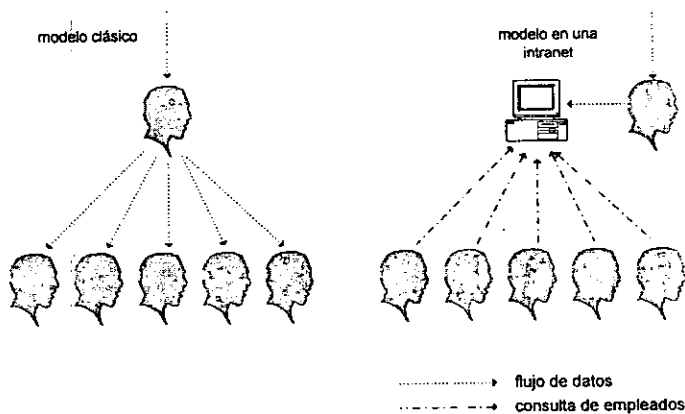 modelo clásico
modelo en una
intranet
flujo de datos
consulta de empleados